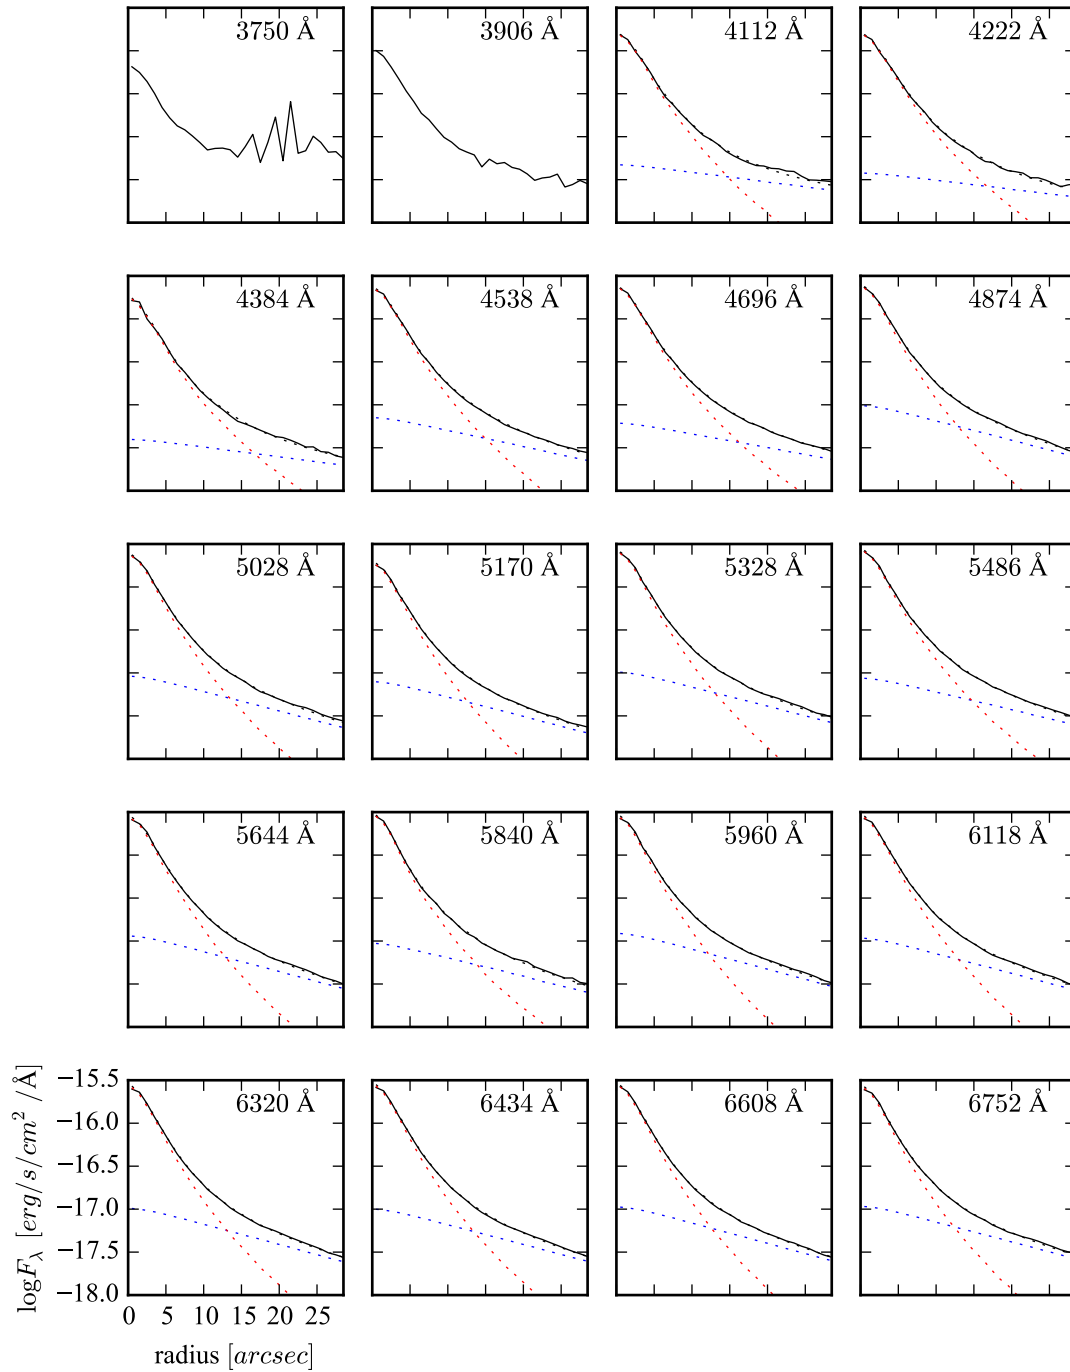 3750 Å
3906 Å
4112 Å
4222 Å
4384 Å
4538 Å
4696 Å
4874 Å
5028 Å
5170 Å
5328 Å
5486 Å
5644 Å
5840 Å
5960 Å
6118 Å
6320 Å
6434 Å
6608 Å
6752 Å
logF_λ [erg/s/cm² /Å]
−15.5
−16.0
−16.5
−17.0
−17.5
−18.0
0 5 10 15 20 25
radius [arcsec]